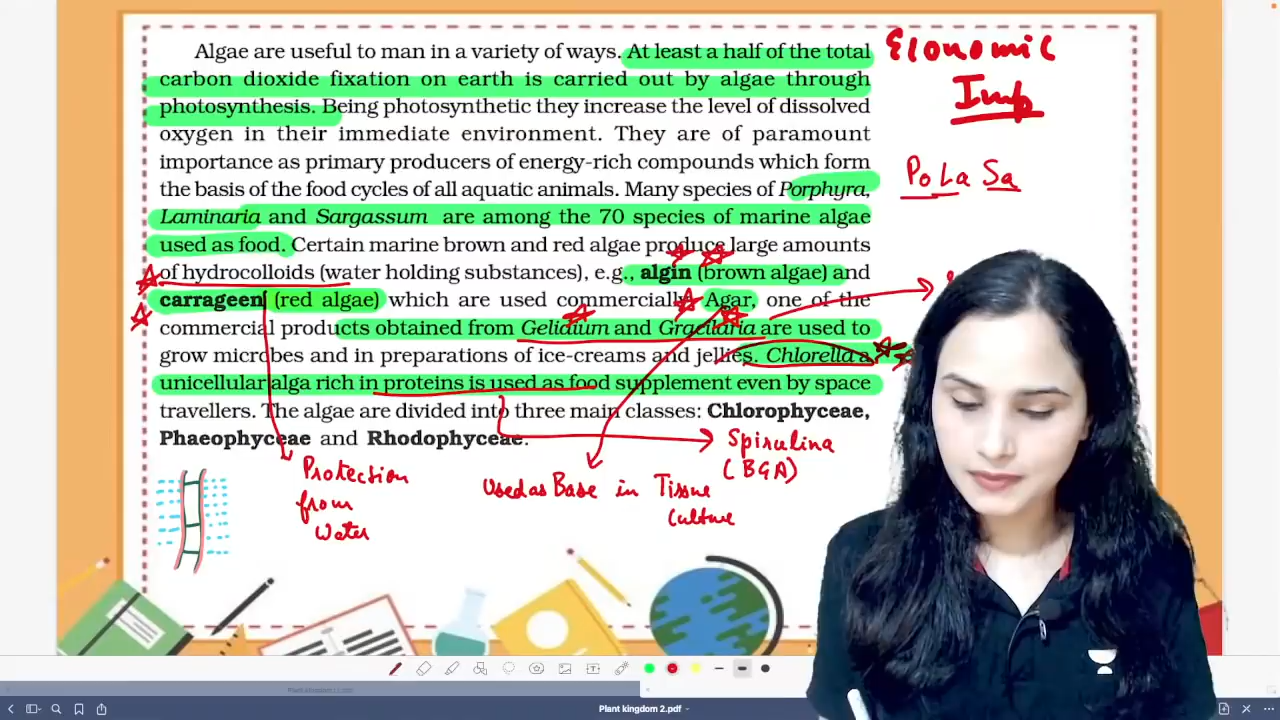 Algae are useful to man in a variety of ways. At least a half of the total
carbon dioxide fixation on earth is carried out by algae through
photosynthesis. Being photosynthetic they increase the level of dissolved
oxygen in their immediate environment. They are of paramount
importance as primary producers of energy-rich compounds which form
the basis of the food cycles of all aquatic animals. Many species of Porphyra,
Laminaria and Sargassum are among the 70 species of marine algae
used as food. Certain marine brown and red algae produce large amounts
of hydrocolloids (water holding substances), e.g., algin (brown algae) and
carrageen (red algae) which are used commercially. Agar, one of the
commercial products obtained from Gelidium and Gracilaria are used to
grow microbes and in preparations of ice-creams and jellies. Chlorella a
unicellular alga rich in proteins is used as food supplement even by space
travellers. The algae are divided into three main classes: Chlorophyceae,
Phaeophyceae and Rhodophyceae.
Economic
Imp
Po La Sa
Protection
from
Water
Used as Base in Tissue
Culture
Spirulina
(BGA)
Plant kingdom 1.pdf
Plant kingdom 2.pdf